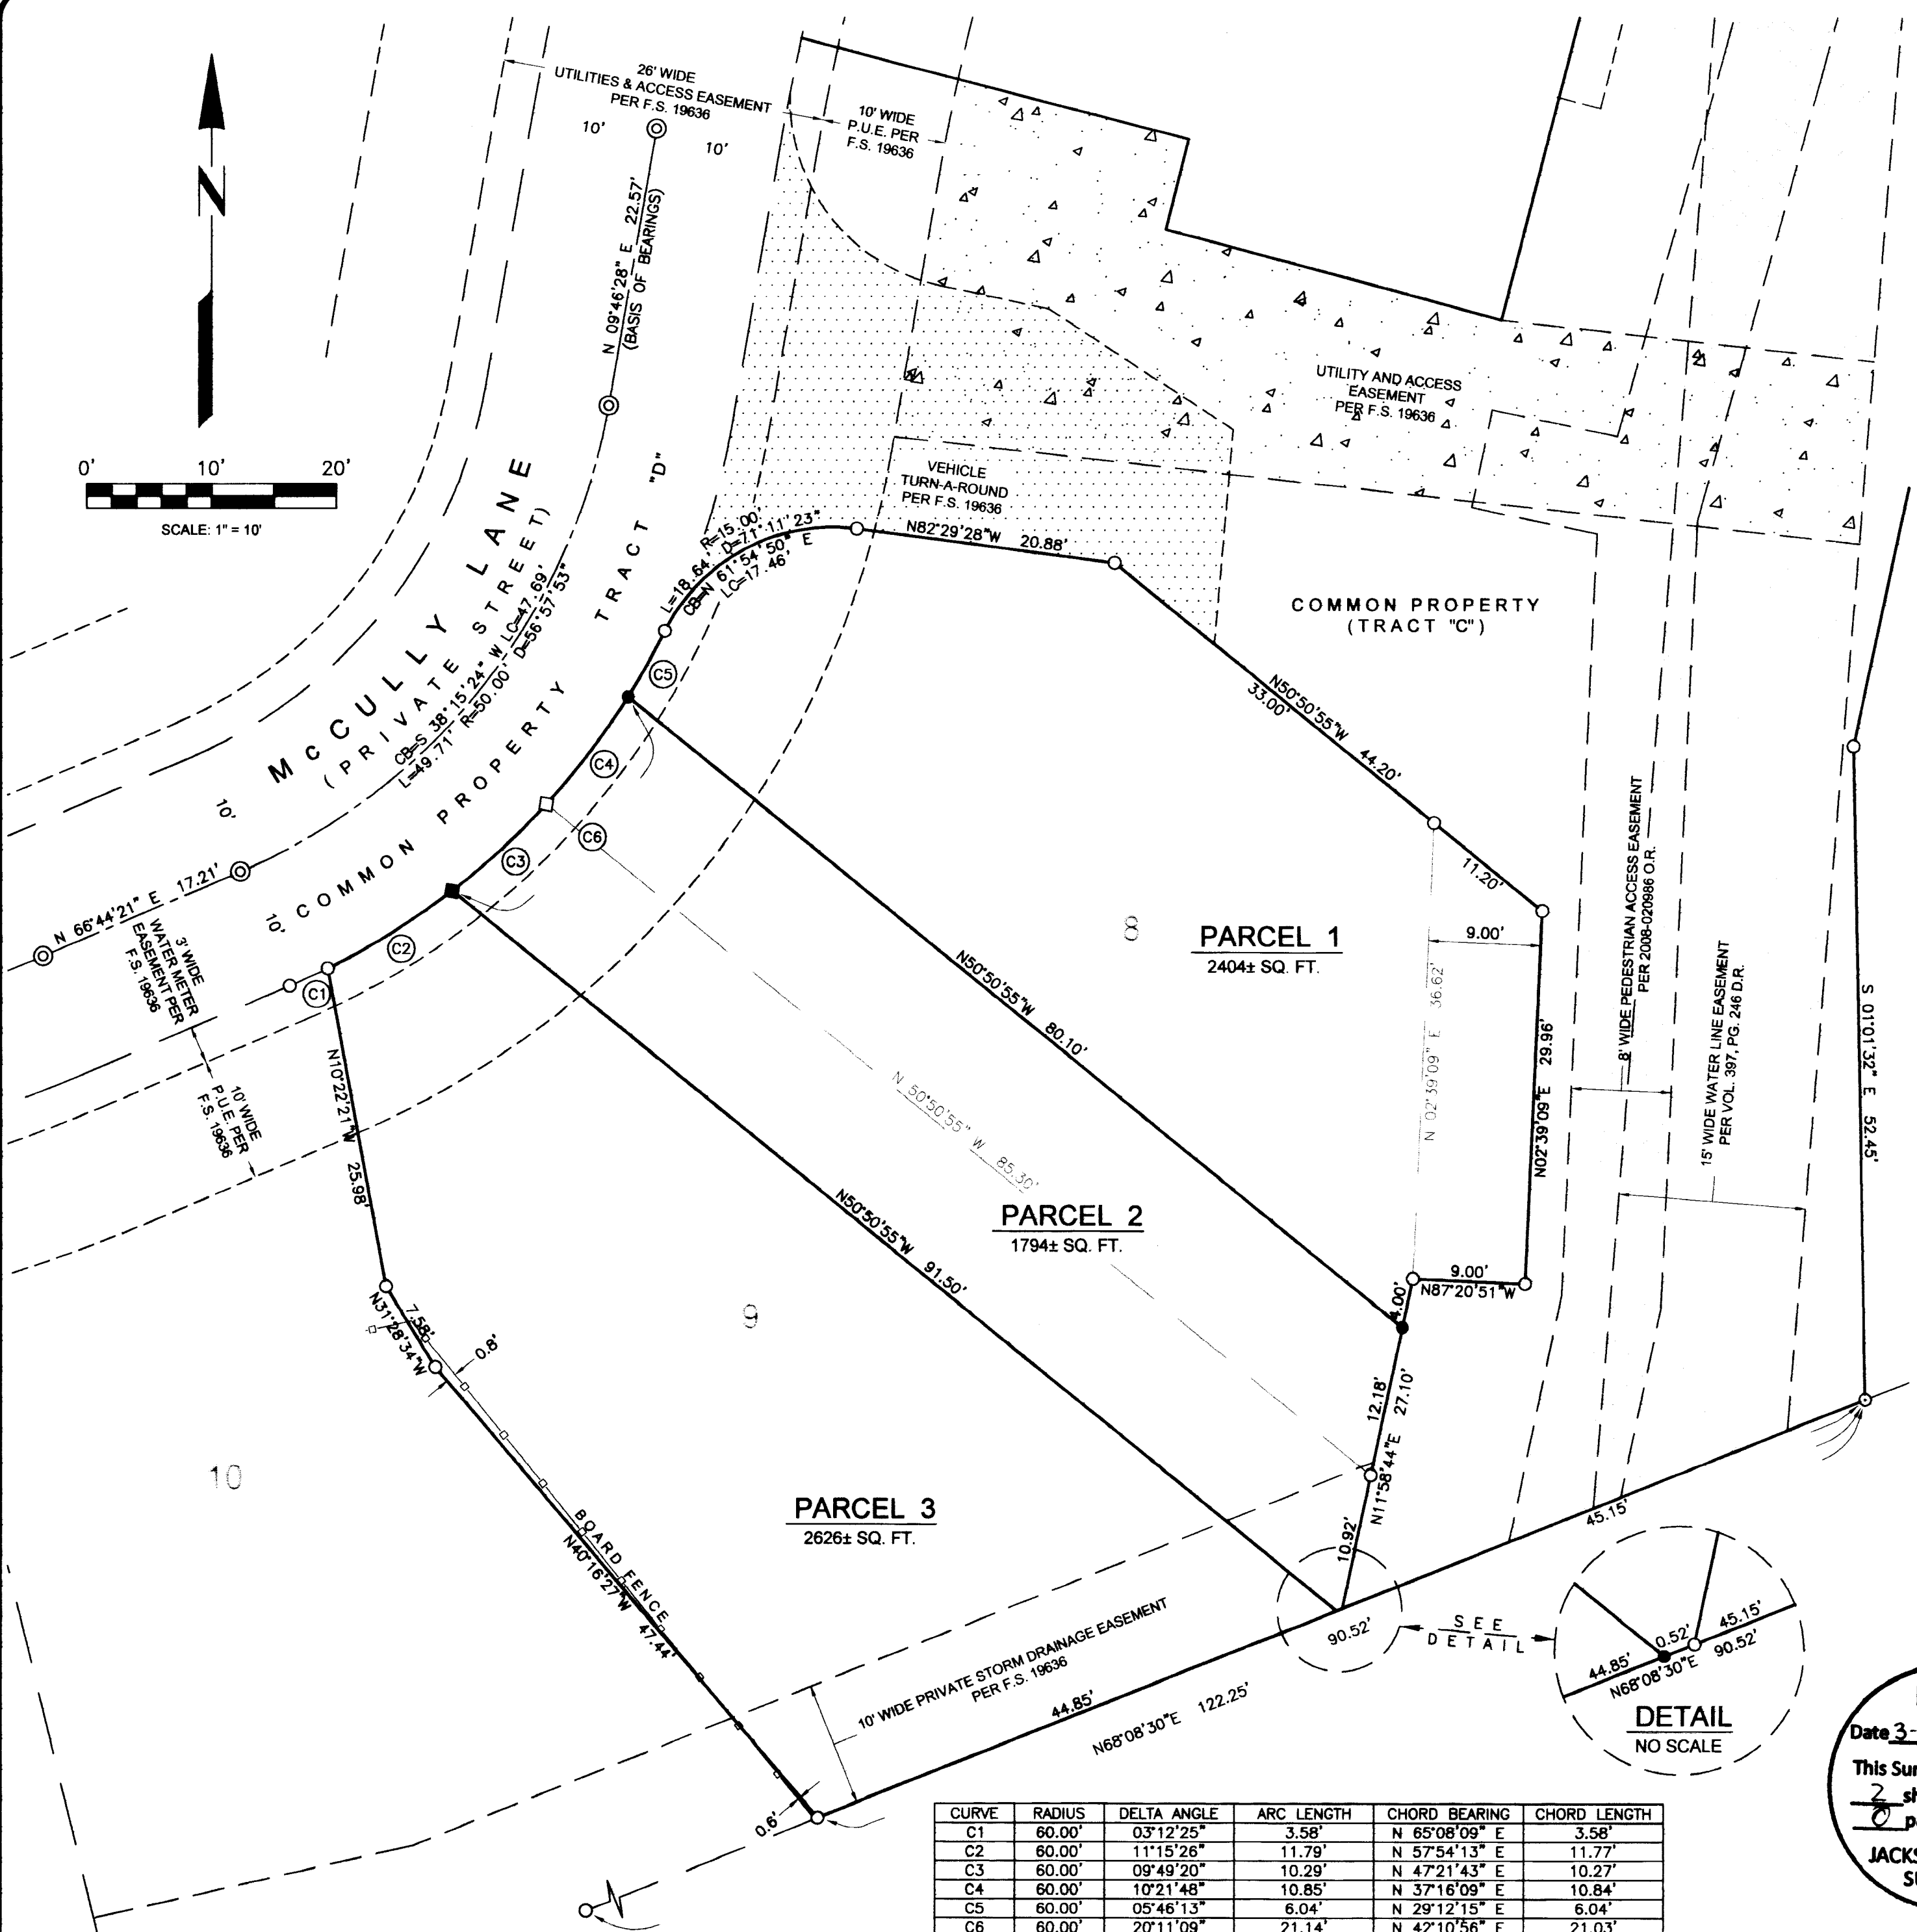 26' WIDE
UTILITIES & ACCESS EASEMENT
PER F.S. 19636
10'
10'
10' WIDE
P.U.E. PER
F.S. 19636
N
N 09°46'28" E 22.57'
(BASIS OF BEARINGS)
0' 10' 20'
SCALE: 1" = 10'
UTILITY AND ACCESS
EASEMENT
PER F.S. 19636
VEHICLE
TURN-A-ROUND
PER F.S. 19636
McCULLY LANE
(PRIVATE STREET)
CB=S 38°15'24" W LC=47.69'
L=49.71' R=50.00' D=56°57'53"
COMMON PROPERTY TRACT "D"
R=15.00'
L=18.64' D=71°11'23"
CB=N 61°54'50" E
LC=17.46'
N82°29'28"W 20.88'
COMMON PROPERTY
(TRACT "C")
C5
C4
C6
C3
C2
C1
N50°50'55"W 44.20'
33.00'
11.20'
10'
10'
N 66°44'21" E 17.21'
3' WIDE
WATER METER
EASEMENT PER
F.S. 19636
10' WIDE
P.U.E. PER
F.S. 19636
8
PARCEL 1
2404± SQ. FT.
9.00'
N 02°39'09" E 36.62'
N02°39'09"E 29.96'
8' WIDE PEDESTRIAN ACCESS EASEMENT
PER 2008-020986 O.R.
15' WIDE WATER LINE EASEMENT
PER VOL. 397, PG. 246 D.R.
S 01°01'32" E 52.45'
N50°50'55"W 80.10'
N 50°50'55" W 85.30'
N50°50'55"W 91.50'
PARCEL 2
1794± SQ. FT.
9.00'
N87°20'51"W
4.00'
12.18'
27.10'
N11°58'44"E
10.92'
N10°22'21"W 25.98'
7.58'
N31°28'34"W
0.8'
9
10
PARCEL 3
2626± SQ. FT.
BOARD FENCE
N40°16'27"W 47.44'
0.6'
10' WIDE PRIVATE STORM DRAINAGE EASEMENT
PER F.S. 19636
44.85'
N68°08'30"E 122.25'
90.52'
45.15'
SEE
DETAIL
44.85' 0.52' 45.15'
N68°08'30"E 90.52'
DETAIL
NO SCALE
Date 3-
This Sur
2 sh
0 p
JACKS
SU
CURVE RADIUS DELTA ANGLE ARC LENGTH CHORD BEARING CHORD LENGTH
C1 60.00' 03°12'25" 3.58' N 65°08'09" E 3.58'
C2 60.00' 11°15'26" 11.79' N 57°54'13" E 11.77'
C3 60.00' 09°49'20" 10.29' N 47°21'43" E 10.27'
C4 60.00' 10°21'48" 10.85' N 37°16'09" E 10.84'
C5 60.00' 05°46'13" 6.04' N 29°12'15" E 6.04'
C6 60.00' 20°11'09" 21.14' N 42°10'56" E 21.03'